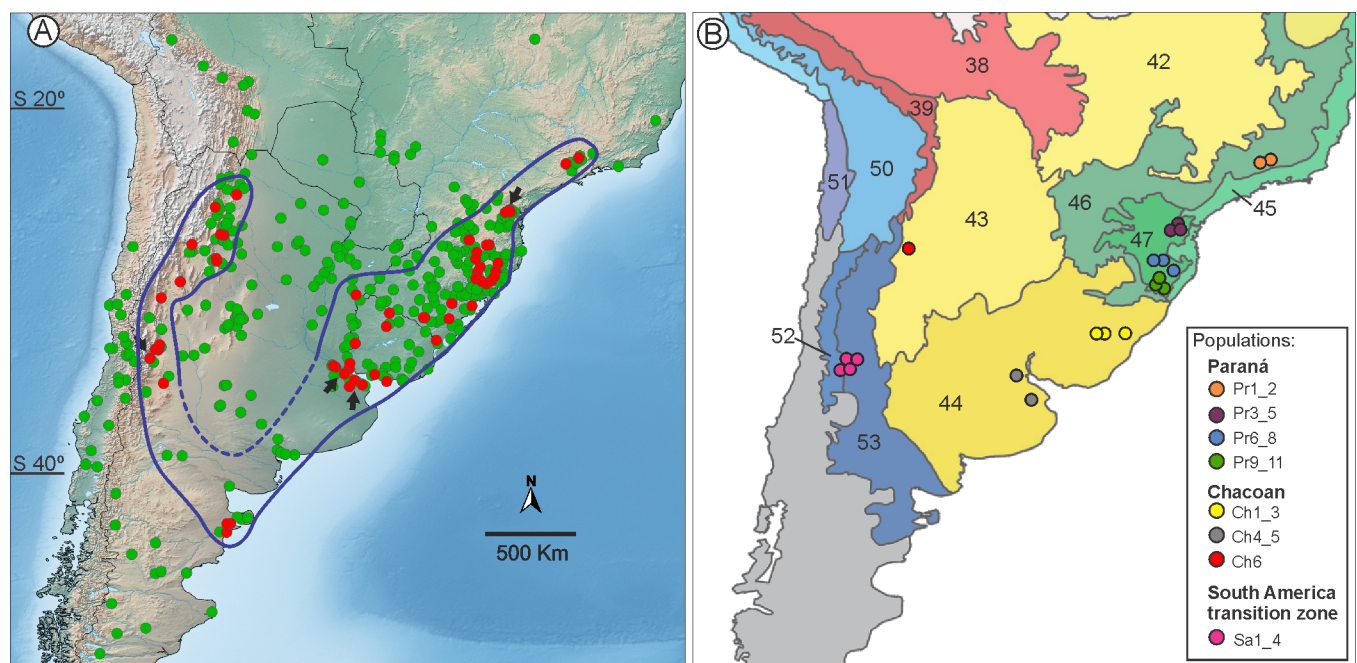 A
S 20º
S 40º
N
500 Km
B
38
42
39
50
51
43
46
45
47
52
44
53
Populations:
Paraná
Pr1_2
Pr3_5
Pr6_8
Pr9_11
Chacoan
Ch1_3
Ch4_5
Ch6
South America
transition zone
Sa1_4